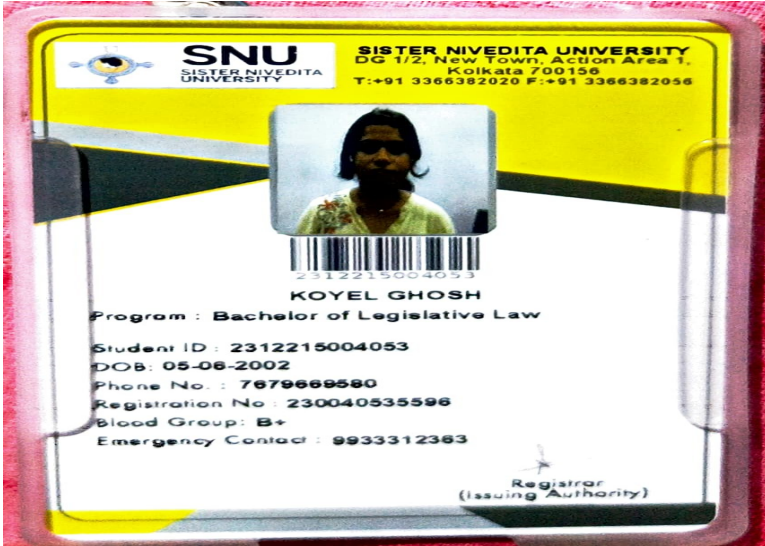 SNU
SISTER NIVEDITA
UNIVERSITY
SISTER NIVEDITA UNIVERSITY
DG 1/2, New Town, Action Area 1,
Kolkata 700156
T:+91 3366382020 F:+91 3366382056
2312215004053
KOYEL GHOSH
Program : Bachelor of Legislative Law
Student ID : 2312215004053
DOB: 05-06-2002
Phone No. : 7679669580
Registration No : 230040535596
Blood Group: B+
Emergency Contact : 9933312363
Registrar
(Issuing Authority)